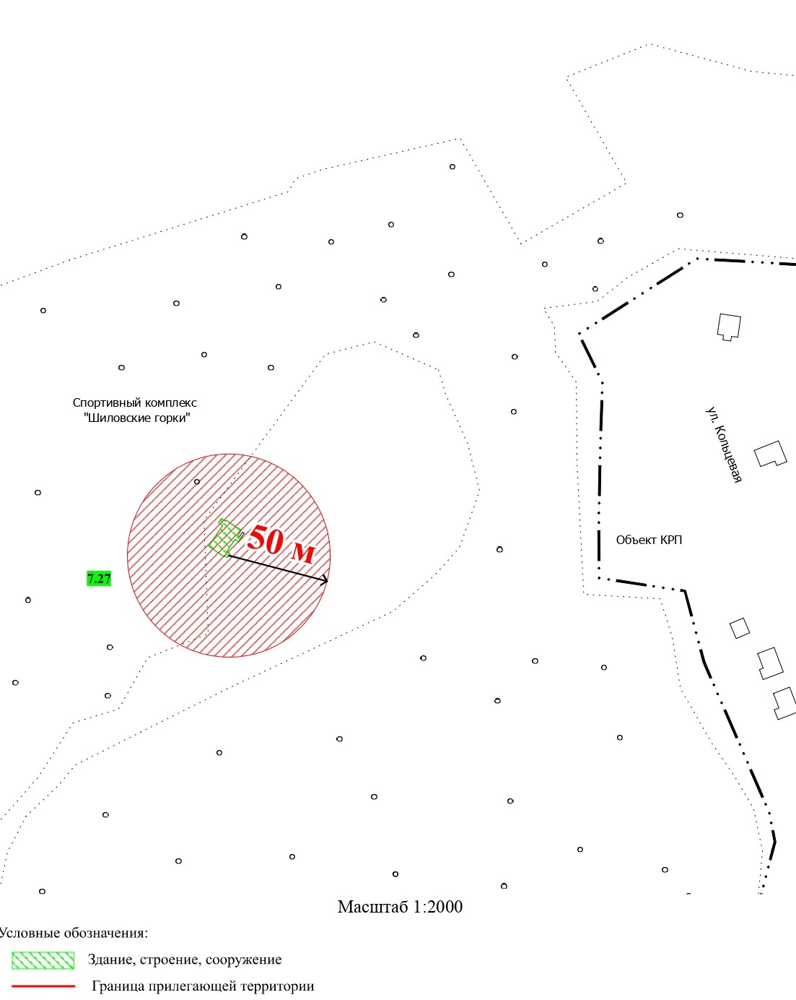 Спортивный комплекс
"Шиловские горки"
ул. Кольцевая
50 м
Объект КРП
7.27
Масштаб 1:2000
Условные обозначения:
Здание, строение, сооружение
Граница прилегающей территории